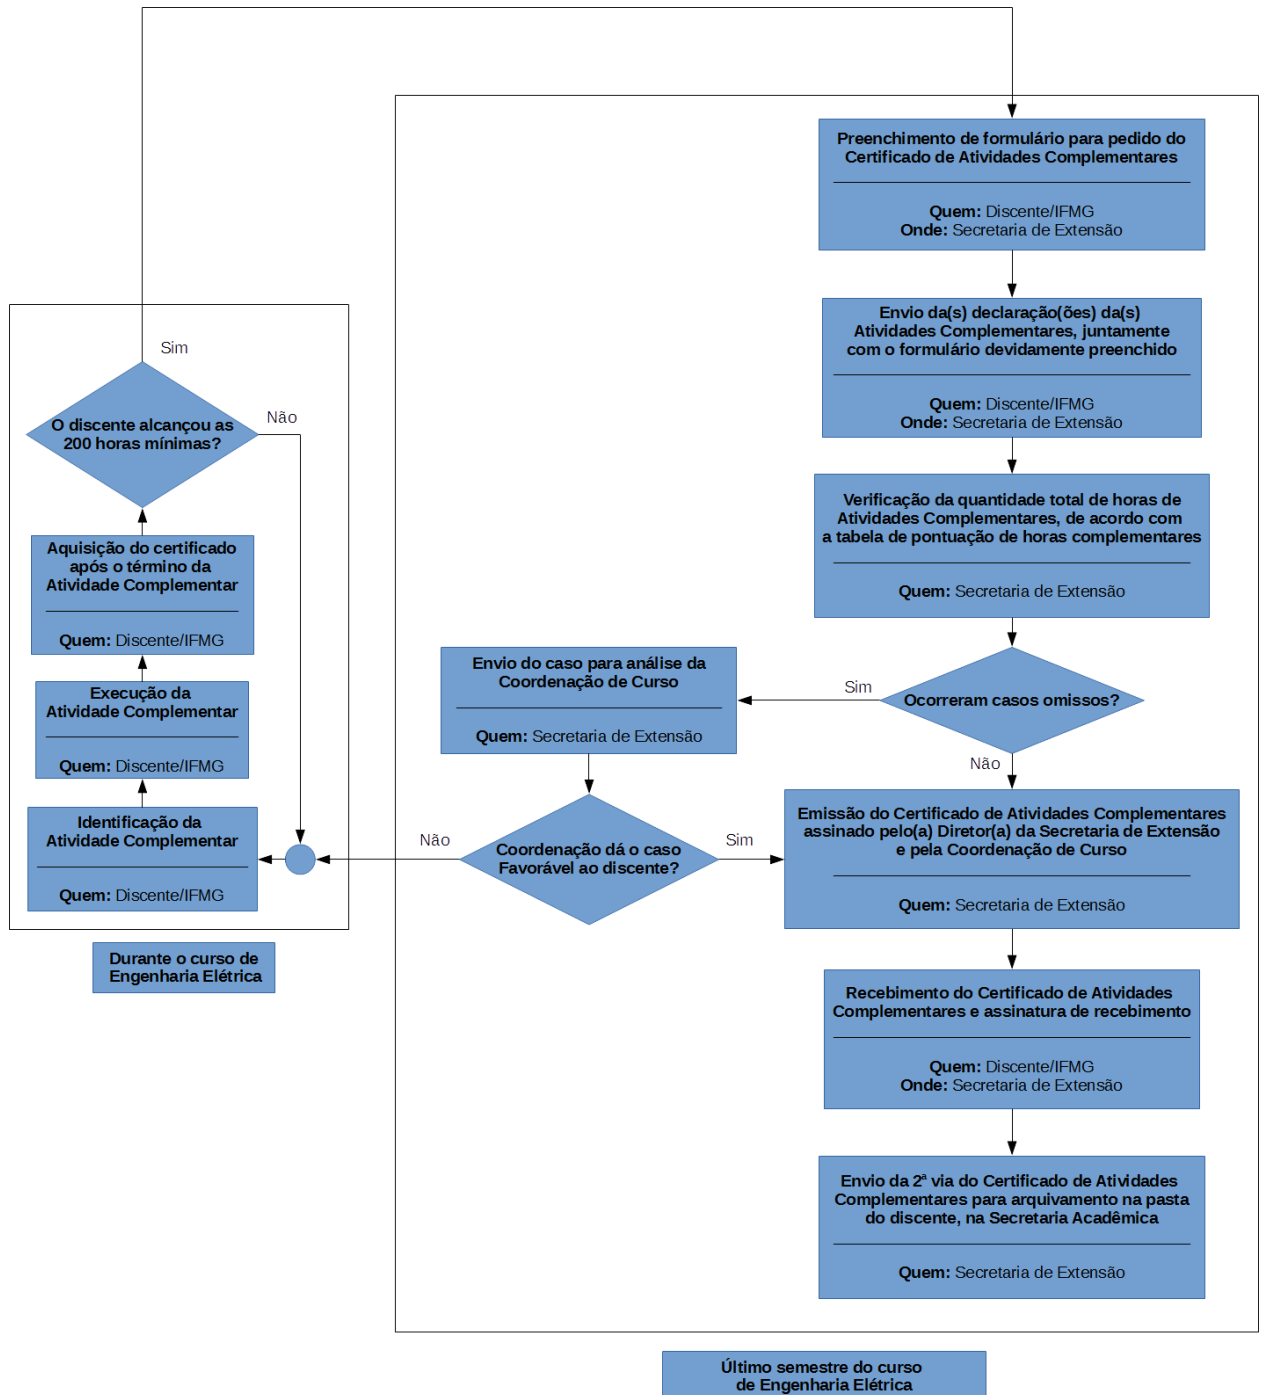 Preenchimento de formulário para pedido do
Certificado de Atividades Complementares
Quem: Discente/IFMG
Onde: Secretaria de Extensão
Envio da(s) declaração(ões) da(s)
Atividades Complementares, juntamente
com o formulário devidamente preenchido
Quem: Discente/IFMG
Onde: Secretaria de Extensão
Verificação da quantidade total de horas de
Atividades Complementares, de acordo com
a tabela de pontuação de horas complementares
Quem: Secretaria de Extensão
Ocorreram casos omissos?
Sim
Não
Envio do caso para análise da
Coordenação de Curso
Quem: Secretaria de Extensão
Coordenação dá o caso
Favorável ao discente?
Não
Sim
Emissão do Certificado de Atividades Complementares
assinado pelo(a) Diretor(a) da Secretaria de Extensão
e pela Coordenação de Curso
Quem: Secretaria de Extensão
Recebimento do Certificado de Atividades
Complementares e assinatura de recebimento
Quem: Discente/IFMG
Onde: Secretaria de Extensão
Envio da 2ª via do Certificado de Atividades
Complementares para arquivamento na pasta
do discente, na Secretaria Acadêmica
Quem: Secretaria de Extensão
Último semestre do curso
de Engenharia Elétrica
Sim
O discente alcançou as
200 horas mínimas?
Não
Aquisição do certificado
após o término da
Atividade Complementar
Quem: Discente/IFMG
Execução da
Atividade Complementar
Quem: Discente/IFMG
Identificação da
Atividade Complementar
Quem: Discente/IFMG
Durante o curso de
Engenharia Elétrica